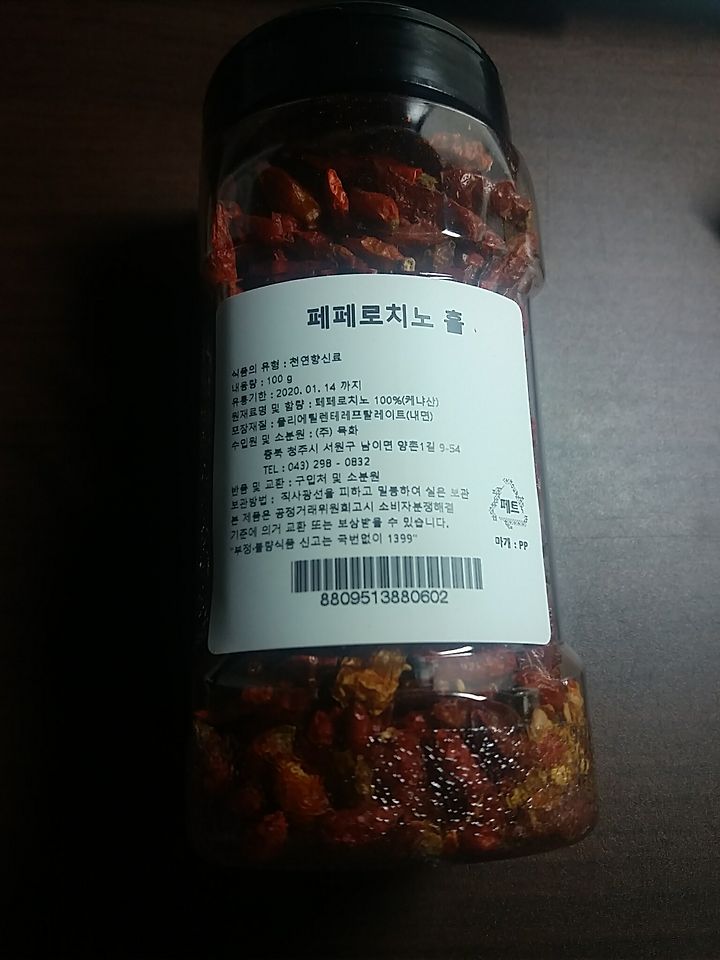 페페로치노 홀
식품의 유형 : 천연향신료
내용량 : 100 g
유통기한 : 2020. 01. 14 까지
원재료명 및 함량 : 페페로치노 100%(케냐산)
포장재질 : 폴리에틸렌테레프탈레이트(내면)
수입원 및 소분원 : (주)
충북 청주시 서원구 남이면 양촌1길 9-54
TEL : 043) 298 - 0832
반품 및 교환 : 구입처 및 소분원
보관방법 : 직사광선을 피하고 밀봉하여 실온 보관
본 제품은 공정거래위원회고시 소비자분쟁해결
기준에 의거 교환 또는 보상받을 수 있습니다.
"부정.불량식품 신고는 국번없이 1399"
페트
마개 : PP
8809513880602